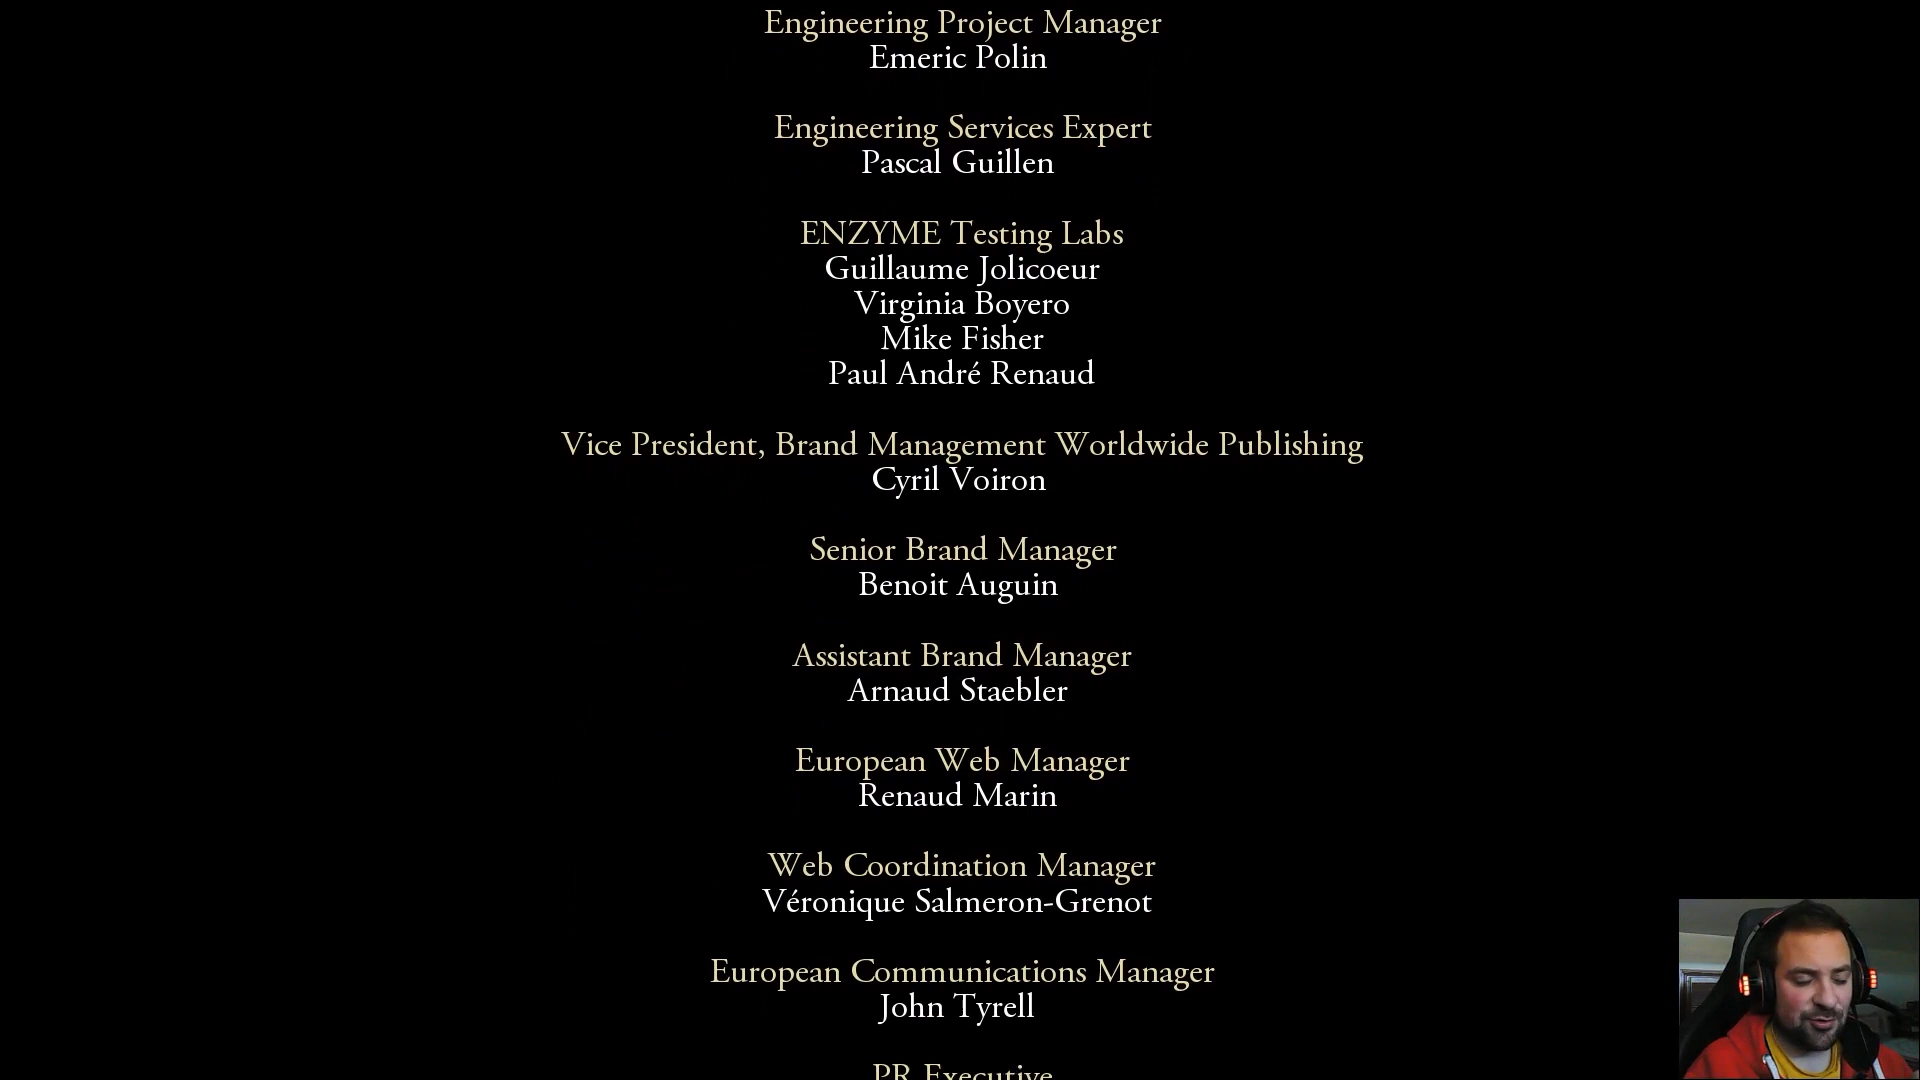 Engineering Project Manager
Emeric Polin
Engineering Services Expert
Pascal Guillen
ENZYME Testing Labs
Guillaume Jolicoeur
Virginia Boyero
Mike Fisher
Paul André Renaud
Vice President, Brand Management Worldwide Publishing
Cyril Voiron
Senior Brand Manager
Benoit Auguin
Assistant Brand Manager
Arnaud Staebler
European Web Manager
Renaud Marin
Web Coordination Manager
Véronique Salmeron-Grenot
European Communications Manager
John Tyrell
PR Executive